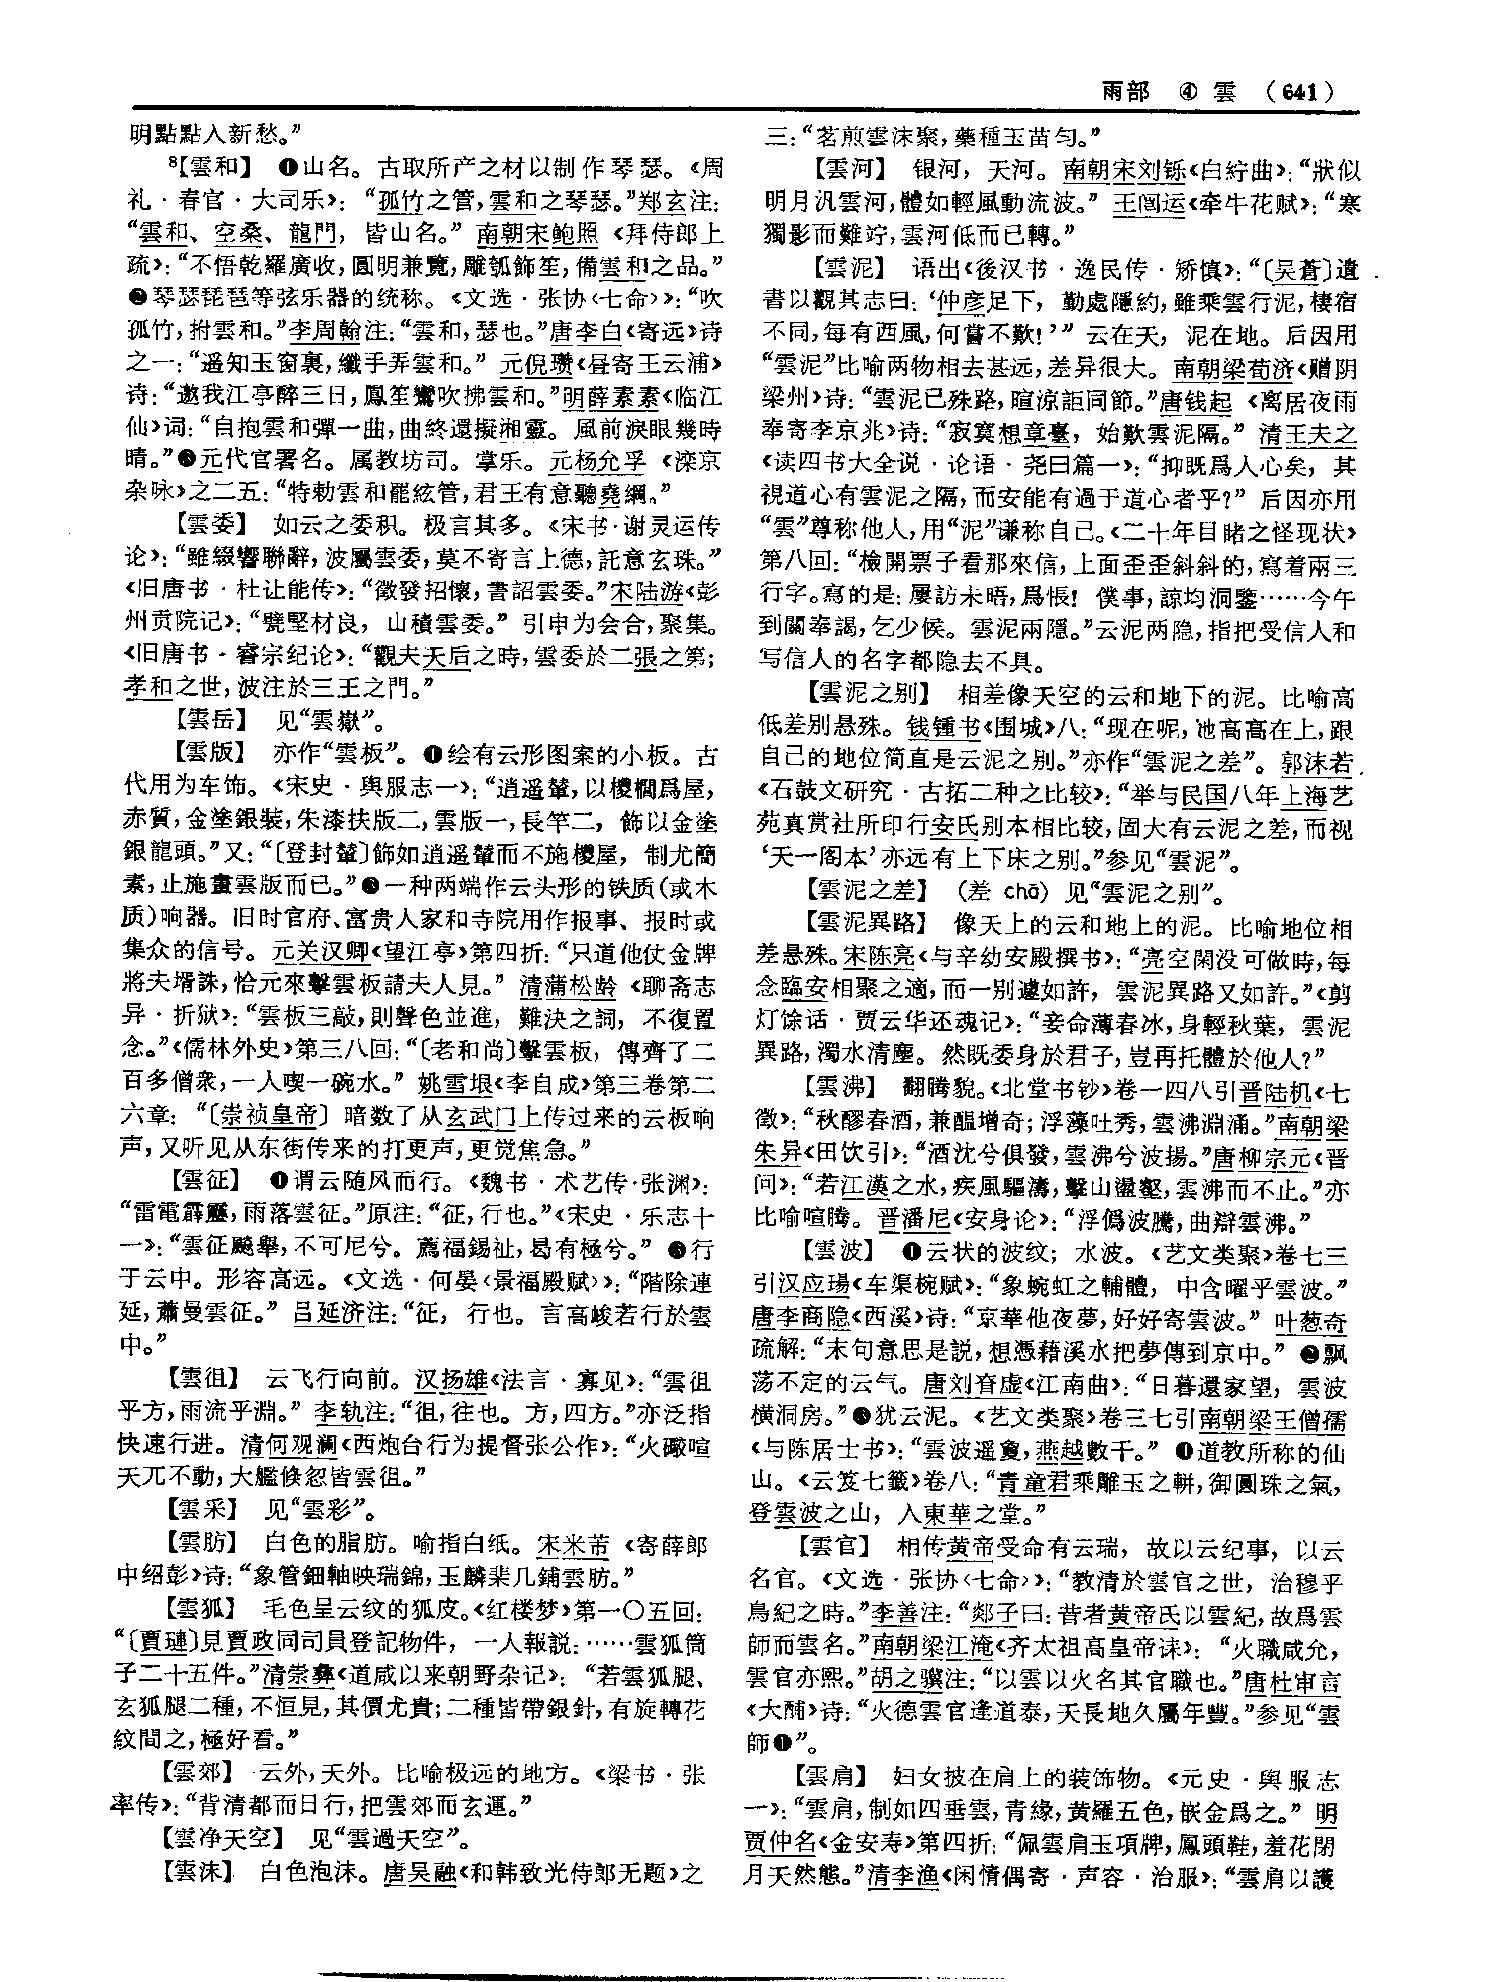 雨部 ④ 雲 （641）
明點點入新愁。”
⁸【雲和】 ❶山名。古取所产之材以制作琴瑟。《周
礼·春官·大司乐》：“孤竹之管，雲和之琴瑟。”郑玄注：
“雲和、空桑、龍門，皆山名。”南朝宋鲍照《拜侍郎上
疏》：“不悟乾羅廣收，圓明兼覽，雕瓠飾笙，備雲和之品。”
❷琴瑟琵琶等弦乐器的统称。《文选·张协〈七命〉》：“吹
孤竹，拊雲和。”李周翰注：“雲和，瑟也。”唐李白《寄远》诗
之一：“遥知玉窗裏，纖手弄雲和。”元倪瓒《昼寄王云浦》
诗：“邀我江亭醉三日，鳳笙鸞吹拂雲和。”明薛素素《临江
仙》词：“自抱雲和彈一曲，曲終還擬湘靈。風前淚眼幾時
晴。”❸元代官署名。属教坊司。掌乐。元杨允孚《滦京
杂咏》之二五：“特勅雲和罷絃管，君王有意聽堯綱。”
【雲委】 如云之委积。极言其多。《宋书·谢灵运传
论》：“雖綴響聯辭，波屬雲委，莫不寄言上德，託意玄珠。”
《旧唐书·杜让能传》：“徵發招懷，書詔雲委。”宋陆游《彭
州贡院记》：“甓堅材良，山積雲委。”引申为会合，聚集。
《旧唐书·睿宗纪论》：“觀夫天后之時，雲委於二張之第；
孝和之世，波注於三王之門。”
【雲岳】 见“雲嶽”。
【雲版】 亦作“雲板”。❶绘有云形图案的小板。古
代用为车饰。《宋史·舆服志一》：“逍遥輦，以椶櫚爲屋，
赤質，金塗銀裝，朱漆扶版二，雲版一，長竿二，飾以金塗
銀龍頭。”又：“〔登封輦〕飾如逍遥輦而不施椶屋，制尤簡
素，止施畫雲版而已。”❷一种两端作云头形的铁质（或木
质）响器。旧时官府、富贵人家和寺院用作报事、报时或
集众的信号。元关汉卿《望江亭》第四折：“只道他仗金牌
將夫壻誅，恰元來擊雲板請夫人見。”清蒲松龄《聊斋志
异·折狱》：“雲板三敲，則聲色並進，難決之詞，不復置
念。”《儒林外史》第三八回：“〔老和尚〕擊雲板，傳齊了二
百多僧衆，一人喫一碗水。”姚雪垠《李自成》第三卷第二
六章：“〔崇祯皇帝〕暗数了从玄武门上传过来的云板响
声，又听见从东街传来的打更声，更觉焦急。”
【雲征】 ❶谓云随风而行。《魏书·术艺传·张渊》：
“雷電霹靂，雨落雲征。”原注：“征，行也。”《宋史·乐志十
一》：“雲征飈舉，不可㞐兮。薦福錫祉，曷有極兮。”❷行
于云中。形容高远。《文选·何晏〈景福殿赋〉》：“階除連
延，蕭曼雲征。”吕延济注：“征，行也。言高峻若行於雲
中。”
【雲徂】 云飞行向前。汉扬雄《法言·寡见》：“雲徂
乎方，雨流乎淵。”李轨注：“徂，往也。方，四方。”亦泛指
快速行进。清何观澜《西炮台行为提督张公作》：“火礮喧
天兀不動，大艦倏忽皆雲徂。”
【雲采】 见“雲彩”。
【雲肪】 白色的脂肪。喻指白纸。宋米芾《寄薛郎
中绍彭》诗：“象管鈿軸映瑞錦，玉麟棐几鋪雲肪。”
【雲狐】 毛色呈云纹的狐皮。《红楼梦》第一〇五回：
“〔賈璉〕見賈政同司員登記物件，一人報説：……雲狐筒
子二十五件。”清崇彝《道咸以来朝野杂记》：“若雲狐腿、
玄狐腿二種，不恒見，其價尤貴；二種皆帶銀針，有旋轉花
紋間之，極好看。”
【雲郊】 云外，天外。比喻极远的地方。《梁书·张
率传》：“背清都而日行，把雲郊而玄運。”
【雲净天空】 见“雲過天空”。
【雲沫】 白色泡沫。唐吴融《和韩致光侍郎无题》之
三：“茗煎雲沫聚，藥種玉苗匀。”
【雲河】 银河，天河。南朝宋刘铄《白紵曲》：“狀似
明月汎雲河，體如輕風動流波。”王闿运《牵牛花赋》：“寒
獨影而難竚，雲河低而已轉。”
【雲泥】 语出《後汉书·逸民传·矫慎》：“〔吴蒼〕遺
書以觀其志曰：‘仲彦足下，勤處隱約，雖乘雲行泥，棲宿
不同，每有西風，何嘗不歎！’”云在天，泥在地。后因用
“雲泥”比喻两物相去甚远，差异很大。南朝梁荀济《赠阴
梁州》诗：“雲泥已殊路，暄涼詎同節。”唐钱起《离居夜雨
奉寄李京兆》诗：“寂寞想章臺，始歎雲泥隔。”清王夫之
《读四书大全说·论语·尧曰篇一》：“抑既爲人心矣，其
視道心有雲泥之隔，而安能有過于道心者乎？”后因亦用
“雲”尊称他人，用“泥”谦称自己。《二十年目睹之怪现状》
第八回：“檢開票子看那來信，上面歪歪斜斜的，寫着兩三
行字。寫的是：屢訪未晤，爲悵！僕事，諒均洞鑒……今午
到關奉謁，乞少候。雲泥兩隱。”云泥两隐，指把受信人和
写信人的名字都隐去不具。
【雲泥之别】 相差像天空的云和地下的泥。比喻高
低差别悬殊。钱锺书《围城》八：“现在呢，她高高在上，跟
自己的地位简直是云泥之别。”亦作“雲泥之差”。郭沫若
《石鼓文研究·古拓二种之比较》：“举与民国八年上海艺
苑真赏社所印行安氏别本相比较，固大有云泥之差，而视
‘天一阁本’亦远有上下床之别。”参见“雲泥”。
【雲泥之差】 （差 chā）见“雲泥之别”。
【雲泥異路】 像天上的云和地上的泥。比喻地位相
差悬殊。宋陈亮《与辛幼安殿撰书》：“亮空閑没可做時，每
念臨安相聚之適，而一别遽如許，雲泥異路又如許。”《剪
灯馀话·贾云华还魂记》：“妾命薄春冰，身輕秋葉，雲泥
異路，濁水清塵。然既委身於君子，豈再托體於他人？”
【雲沸】 翻腾貌。《北堂书钞》卷一四八引晋陆机《七
徵》：“秋醪春酒，兼醖增奇；浮藻吐秀，雲沸淵涌。”南朝梁
朱异《田饮引》：“酒沈兮俱發，雲沸兮波揚。”唐柳宗元《晋
问》：“若江漢之水，疾風驅濤，擊山盪壑，雲沸而不止。”亦
比喻喧腾。晋潘尼《安身论》：“浮僞波騰，曲辯雲沸。”
【雲波】 ❶云状的波纹；水波。《艺文类聚》卷七三
引汉应瑒《车渠椀赋》：“象蜿虹之輔體，中含曜乎雲波。”
唐李商隐《西溪》诗：“京華他夜夢，好好寄雲波。”叶葱奇
疏解：“末句意思是説，想憑藉溪水把夢傳到京中。”❷飘
荡不定的云气。唐刘眘虚《江南曲》：“日暮還家望，雲波
横洞房。”❸犹云泥。《艺文类聚》卷三七引南朝梁王僧孺
《与陈居士书》：“雲波遥敻，燕越數千。”❹道教所称的仙
山。《云笈七籤》卷八：“青童君乘雕玉之軿，御圓珠之氣，
登雲波之山，入東華之堂。”
【雲官】 相传黄帝受命有云瑞，故以云纪事，以云
名官。《文选·张协〈七命〉》：“教清於雲官之世，治穆乎
鳥紀之時。”李善注：“郯子曰：昔者黄帝氏以雲紀，故爲雲
師而雲名。”南朝梁江淹《齐太祖高皇帝诔》：“火職咸允，
雲官亦熙。”胡之骥注：“以雲以火名其官職也。”唐杜审言
《大酺》诗：“火德雲官逢道泰，天長地久屬年豐。”参见“雲
師❶”。
【雲肩】 妇女披在肩上的装饰物。《元史·舆服志
一》：“雲肩，制如四垂雲，青緣，黄羅五色，嵌金爲之。”明
贾仲名《金安寿》第四折：“佩雲肩玉項牌，鳳頭鞋，羞花閉
月天然態。”清李渔《闲情偶寄·声容·治服》：“雲肩以護